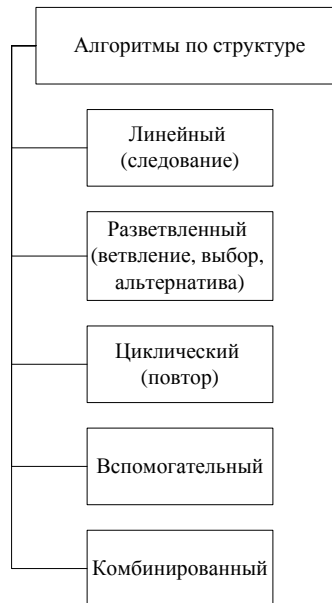 Алгоритмы по структуре
Линейный
(следование)
Разветвленный
(ветвление, выбор,
альтернатива)
Циклический
(повтор)
Вспомогательный
Комбинированный